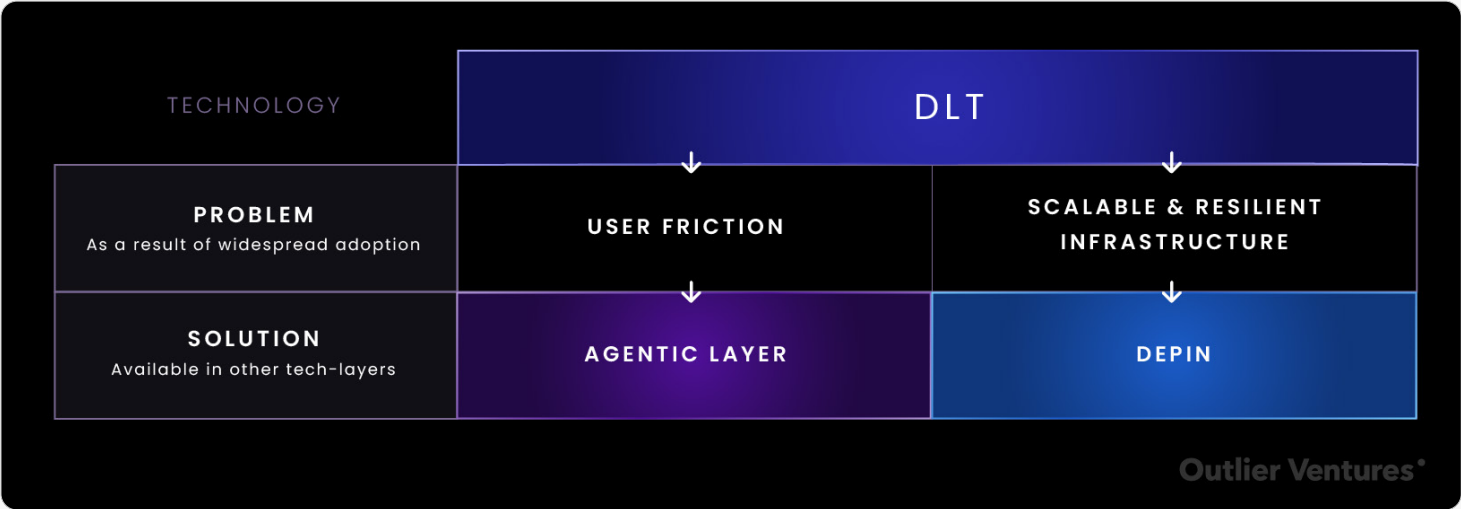 TECHNOLOGY
DLT
PROBLEM
As a result of widespread adoption
USER FRICTION
SCALABLE & RESILIENT
INFRASTRUCTURE
SOLUTION
Available in other tech-layers
AGENTIC LAYER
DEPIN
Outlier Ventures